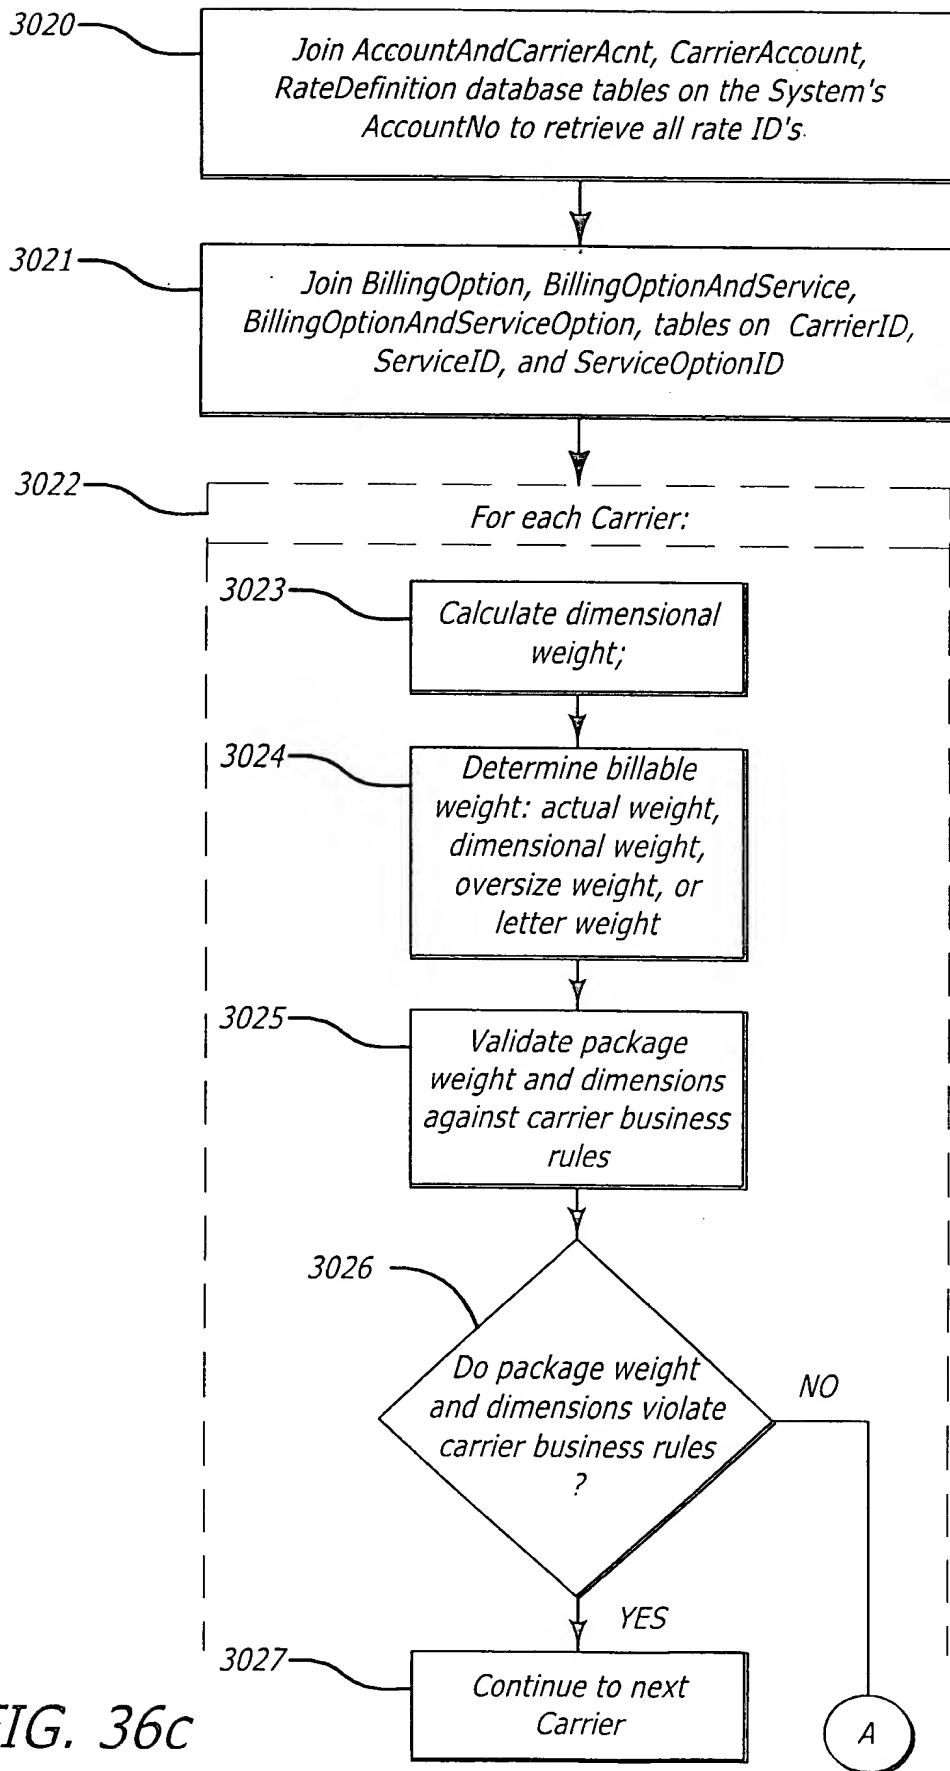 3020
Join AccountAndCarrierAcnt, CarrierAccount,
RateDefinition database tables on the System's
AccountNo to retrieve all rate ID's
3021
Join BillingOption, BillingOptionAndService,
BillingOptionAndServiceOption, tables on CarrierID,
ServiceID, and ServiceOptionID
3022
For each Carrier:
3023
Calculate dimensional
weight;
3024
Determine billable
weight: actual weight,
dimensional weight,
oversize weight, or
letter weight
3025
Validate package
weight and dimensions
against carrier business
rules
3026
Do package weight
and dimensions violate
carrier business rules
?
NO
YES
3027
Continue to next
Carrier
A
IG. 36c